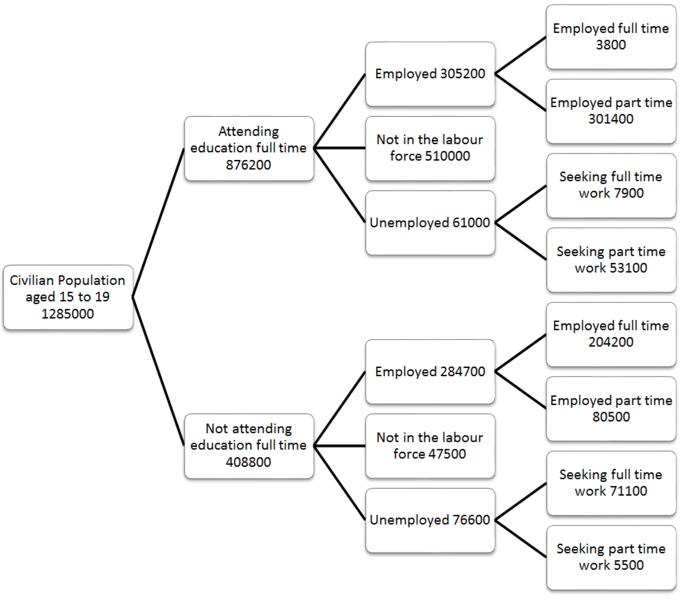 Civilian Population
aged 15 to 19
1285000
Attending
education full time
876200
Employed 305200
Employed full time
3800
Employed part time
301400
Not in the labour
force 510000
Unemployed 61000
Seeking full time
work 7900
Seeking part time
work 53100
Not attending
education full time
408800
Employed 284700
Employed full time
204200
Employed part time
80500
Not in the labour
force 47500
Unemployed 76600
Seeking full time
work 71100
Seeking part time
work 5500